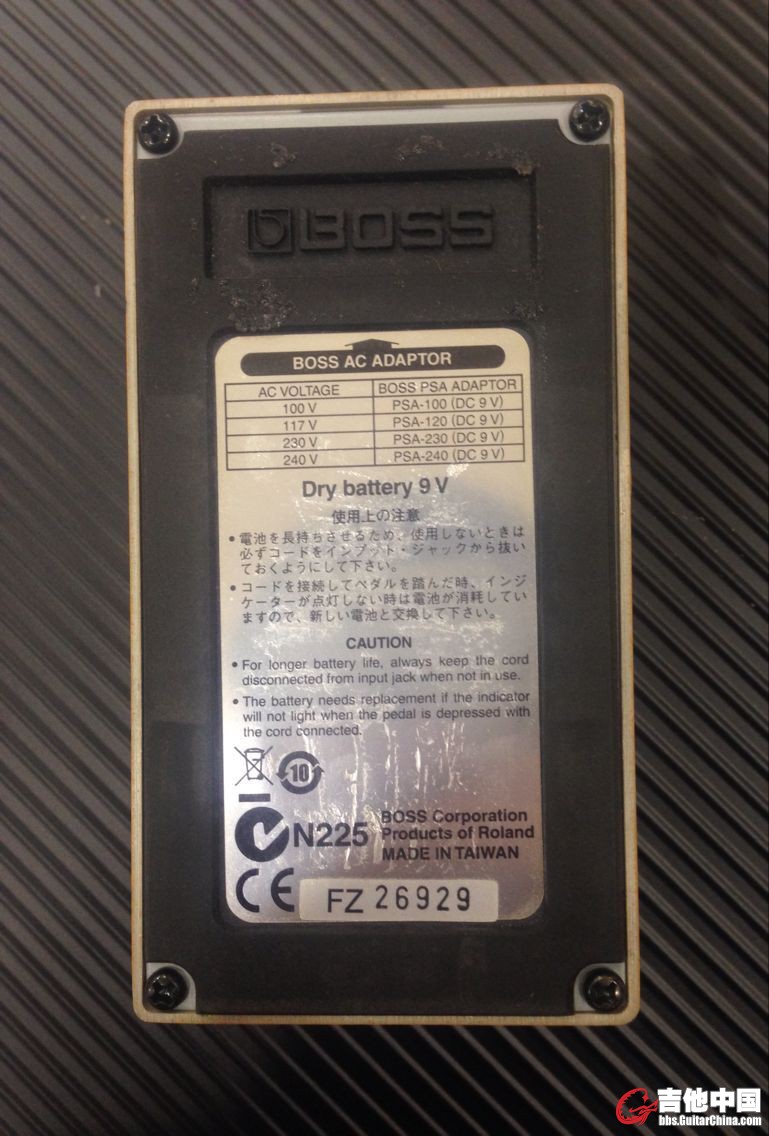 BOSS
BOSS AC ADAPTOR
AC VOLTAGE BOSS PSA ADAPTOR
100 V PSA-100 (DC 9 V)
117 V PSA-120 (DC 9 V)
230 V PSA-230 (DC 9 V)
240 V PSA-240 (DC 9 V)
Dry battery 9 V
使用上の注意
• 電池を長持ちさせるため、使用しないときは
必ずコードをインプット・ジャックから抜い
ておくようにして下さい。
• コードを接続してペダルを踏んだ時、インジ
ケーターが点灯しない時は電池が消耗してい
ますので、新しい電池と交換して下さい。
CAUTION
• For longer battery life, always keep the cord
disconnected from input jack when not in use.
• The battery needs replacement if the indicator
will not light when the pedal is depressed with
the cord connected.
10
N225
BOSS Corporation
Products of Roland
MADE IN TAIWAN
CE
FZ 26929
吉他中国
bbs.GuitarChina.com